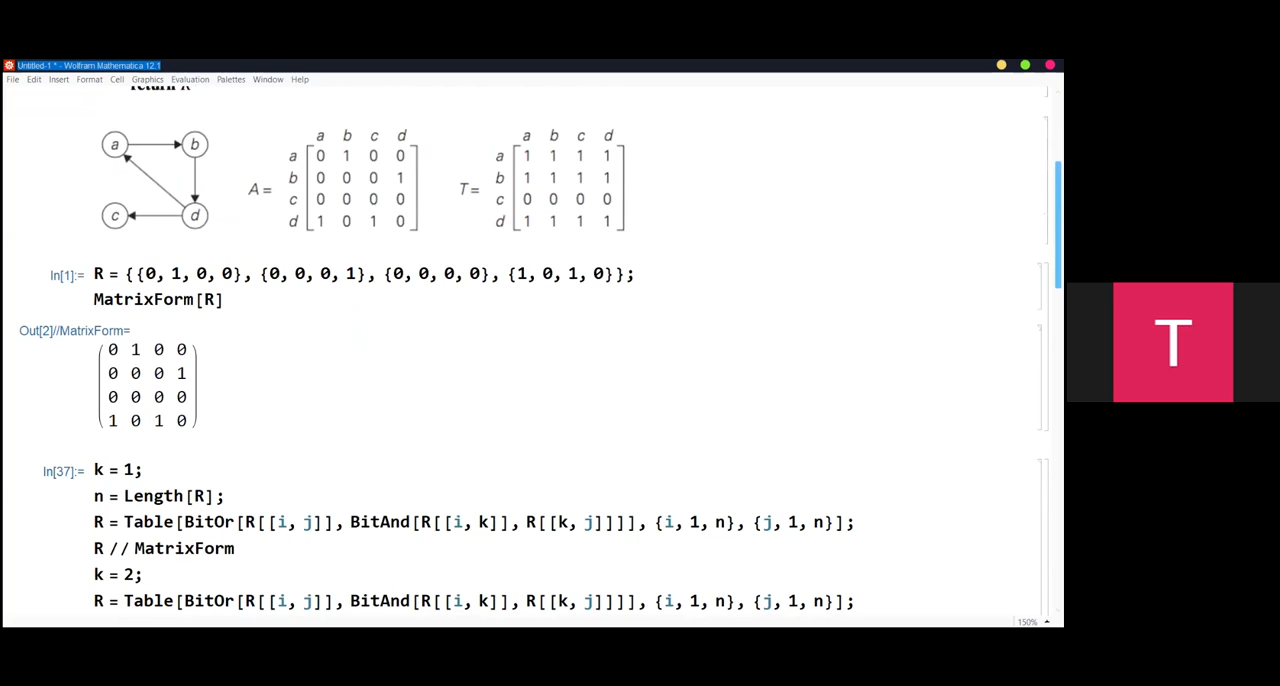 Untitled-1 * - Wolfram Mathematica 12.1
File Edit Insert Format Cell Graphics Evaluation Palettes Window Help
return R
a b c d
A =
a 0 1 0 0
b 0 0 0 1
c 0 0 0 0
d 1 0 1 0
a b c d
T =
a 1 1 1 1
b 1 1 1 1
c 0 0 0 0
d 1 1 1 1
a b
c d
In[1]:= R = {{0, 1, 0, 0}, {0, 0, 0, 1}, {0, 0, 0, 0}, {1, 0, 1, 0}};
MatrixForm[R]
Out[2]//MatrixForm=
0 1 0 0
0 0 0 1
0 0 0 0
1 0 1 0
In[37]:= k = 1;
n = Length[R];
R = Table[BitOr[R[[i, j]], BitAnd[R[[i, k]], R[[k, j]]]], {i, 1, n}, {j, 1, n}];
R // MatrixForm
k = 2;
R = Table[BitOr[R[[i, j]], BitAnd[R[[i, k]], R[[k, j]]]], {i, 1, n}, {j, 1, n}];
150%
T